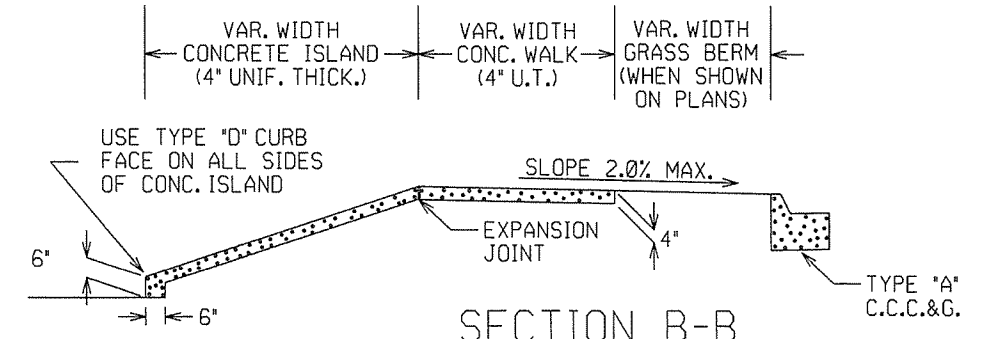 VAR. WIDTH
CONCRETE ISLAND
(4" UNIF. THICK.)
VAR. WIDTH
CONC. WALK
(4" U.T.)
VAR. WIDTH
GRASS BERM
(WHEN SHOWN
ON PLANS)
USE TYPE "D" CURB
FACE ON ALL SIDES
OF CONC. ISLAND
SLOPE 2.0% MAX.
EXPANSION
JOINT
4"
6"
6"
TYPE "A"
C.C.C.&G.
SECTION B-B